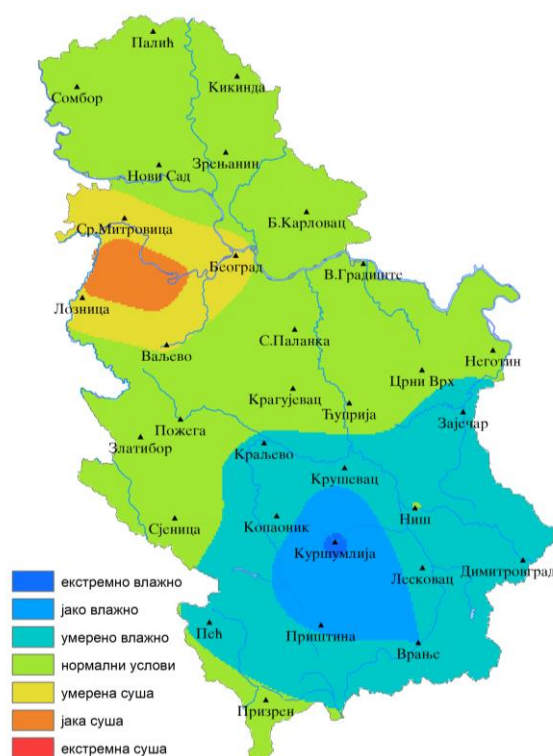 Палић
Сомбор
Кикинда
Зрењанин
Нови Сад
Б.Карловац
Ср.Митровица
Београд
В.Градиште
Лозница
С.Паланка
Ваљево
Неготин
Црни Врх
Крагујевац
Ћуприја
Зајечар
Пожега
Златибор
Краљево
Крушевац
Ниш
Копаоник
Сјеница
Куршумлија
Лесковац
Димитровград
Пећ
Приштина
Врање
Призрен
екстремно влажно
јако влажно
умерено влажно
нормални услови
умерена суша
јака суша
екстремна суша